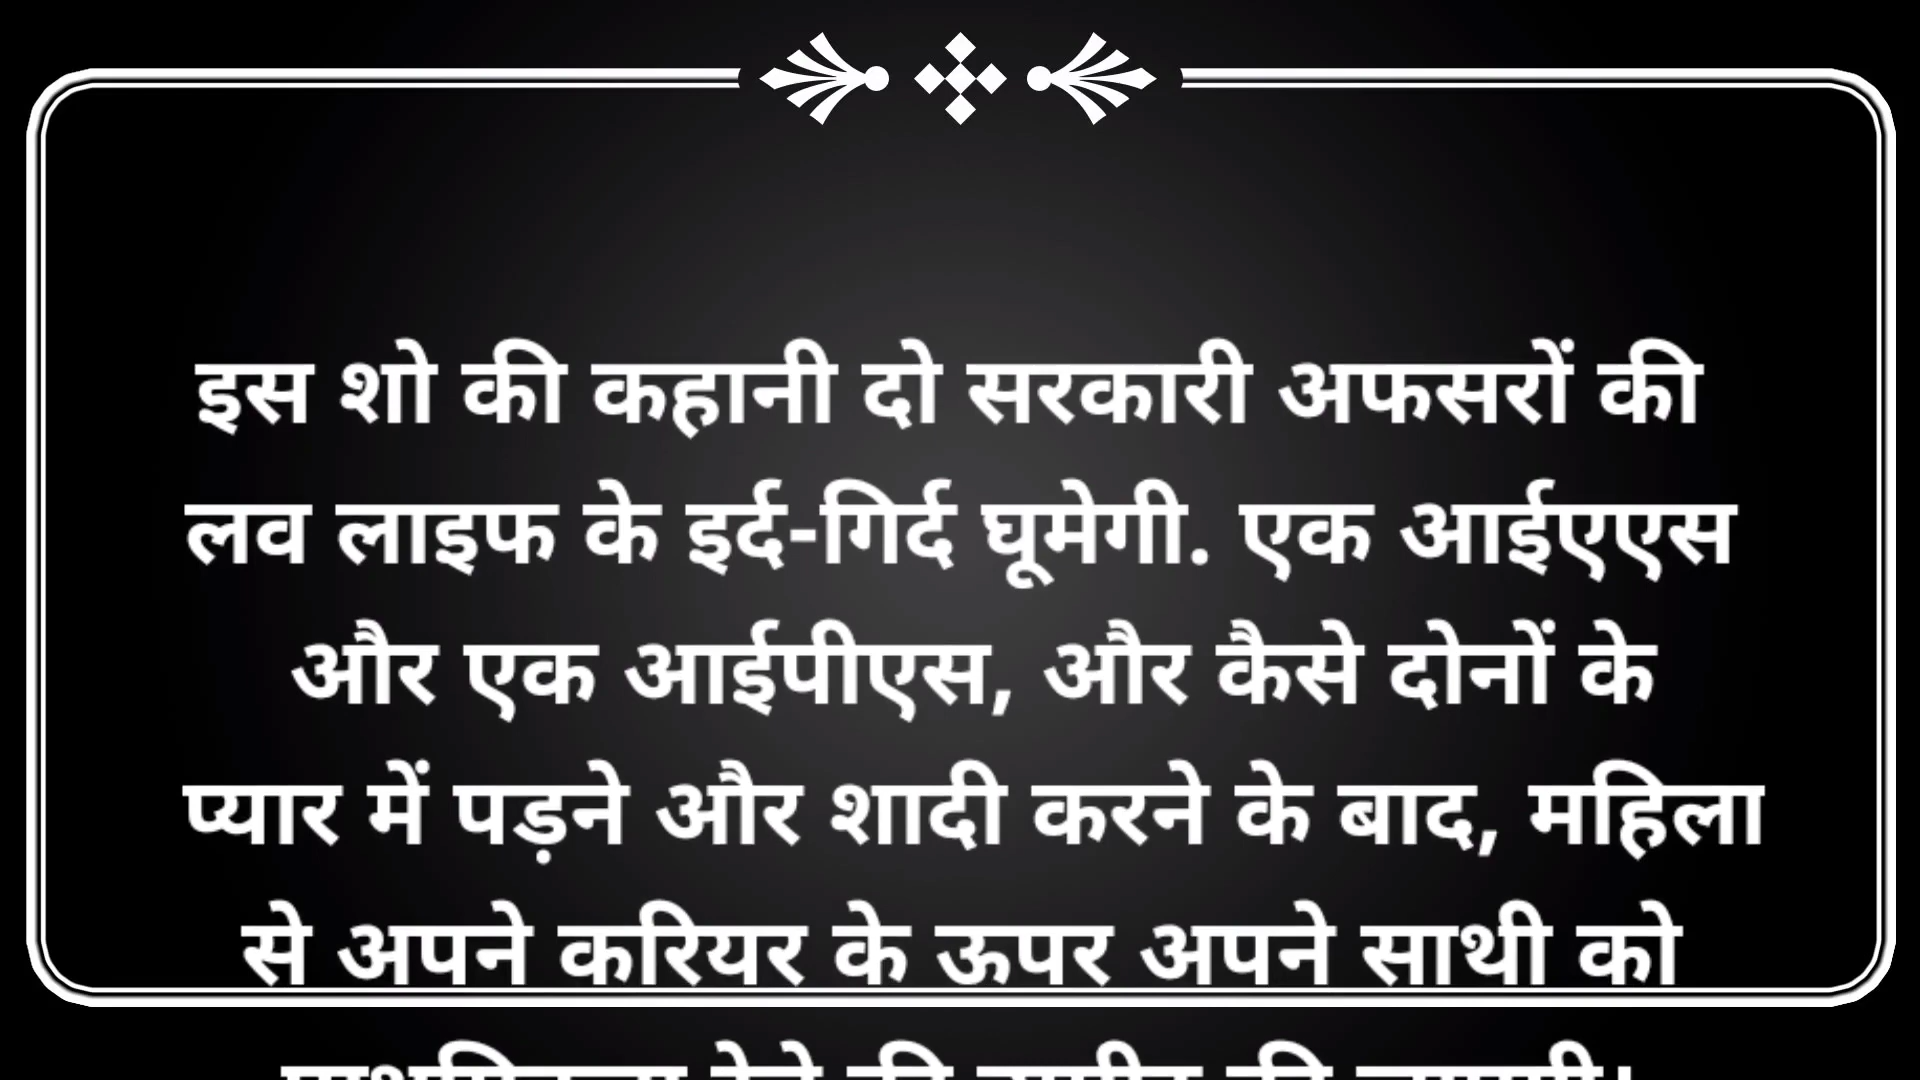 इस शो की कहानी दो सरकारी अफसरों की
लव लाइफ के इर्द-गिर्द घूमेगी. एक आईएएस
और एक आईपीएस, और कैसे दोनों के
प्यार में पड़ने और शादी करने के बाद, महिला
से अपने करियर के ऊपर अपने साथी को